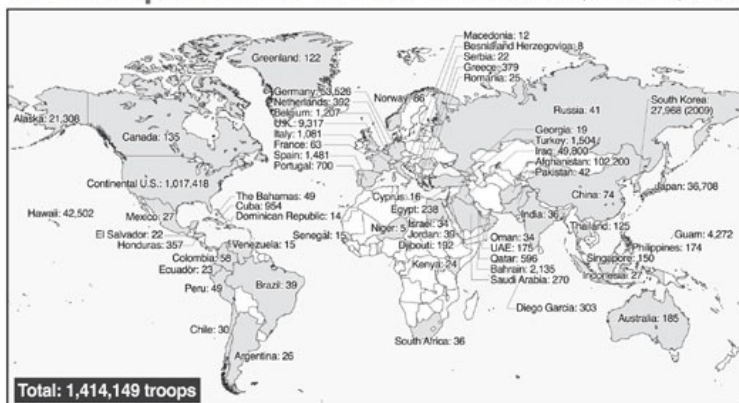 Macedonia: 12
Bosnia and Herzegovina: 8
Serbia: 22
Greece: 379
Romania: 25
Greenland: 122
Germany: 53,526
Netherlands: 392
Belgium: 1,207
U.K.: 9,317
Italy: 1,081
France: 63
Spain: 1,481
Portugal: 700
Norway: 66
Russia: 41
South Korea:
27,968 (2009)
Alaska: 21,308
Canada: 135
Georgia: 19
Turkey: 1,504
Iraq: 49,800
Afghanistan: 102,200
Pakistan: 42
Continental U.S.: 1,017,418
China: 74
Japan: 36,708
The Bahamas: 49
Cuba: 954
Dominican Republic: 14
Cyprus: 16
Egypt: 238
India: 36
Hawaii: 42,502
Mexico: 27
Thailand: 125
Guam: 4,272
El Salvador: 22
Honduras: 357
Venezuela: 15
Senegal: 15
Niger: 5
Israel: 34
Jordan: 39
Djibouti: 192
Oman: 34
UAE: 175
Qatar: 596
Bahrain: 2,135
Saudi Arabia: 270
Philippines: 174
Singapore: 150
Indonesia: 27
Colombia: 58
Ecuador: 23
Kenya: 24
Peru: 49
Brazil: 39
Diego Garcia: 303
Chile: 30
Australia: 185
Argentina: 26
South Africa: 36
Total: 1,414,149 troops